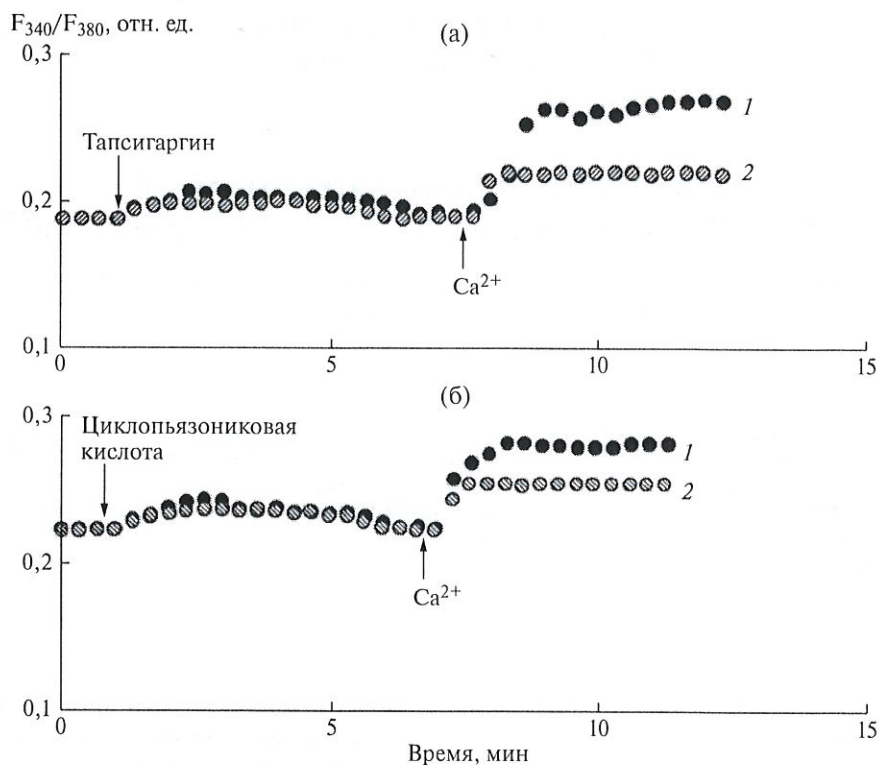 F₃₄₀/F₃₈₀, отн. ед.
(а)
0,3
Тапсигаргин
1
0,2
2
Ca²⁺
0,1
0 5 10 15
(б)
0,3
Циклопьязониковая
кислота
1
2
0,2
Ca²⁺
0,1
0 5 10 15
Время, мин